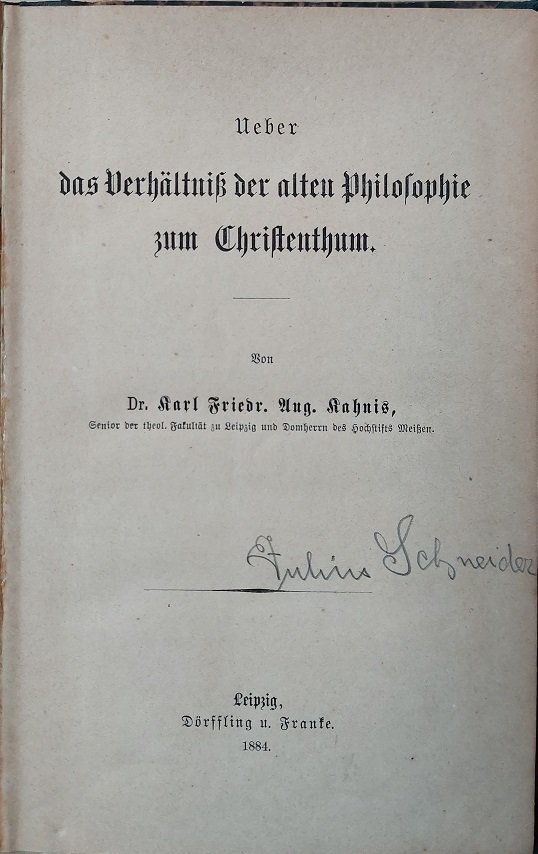 Ueber
das Verhältniß der alten Philosophie
zum Christenthum.
Von
Dr. Karl Friedr. Aug. Kahnis,
Senior der theol. Fakultät zu Leipzig und Domherrn des Hochstifts Meißen.
Julius Schneider
Leipzig,
Dörffling u. Franke.
1884.